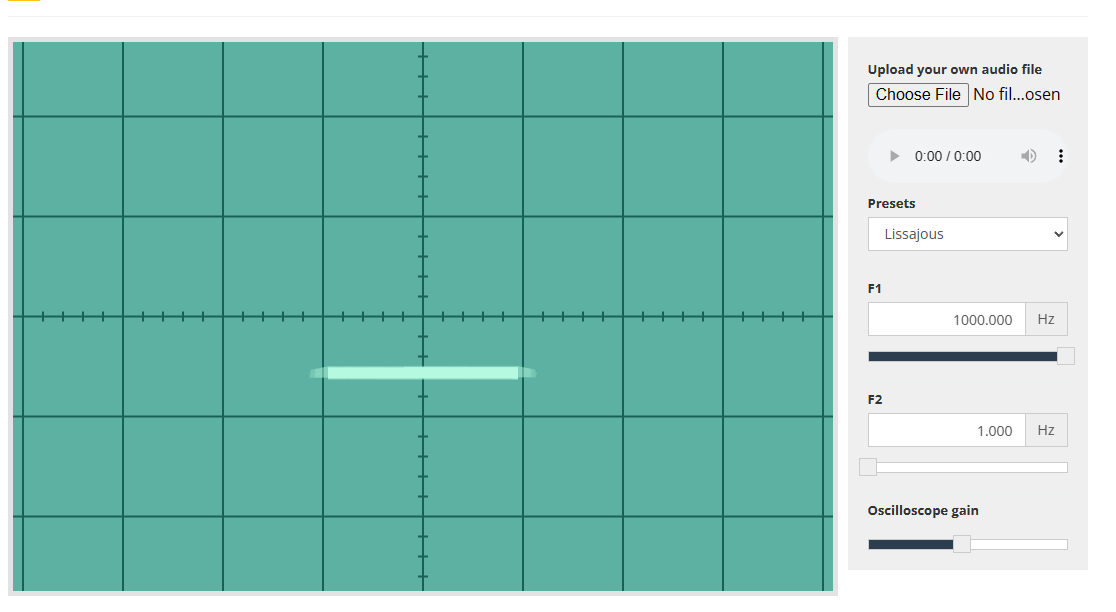 Upload your own audio file
Choose File No fil...osen
0:00 / 0:00
Presets
Lissajous
F1
1000.000 Hz
F2
1.000 Hz
Oscilloscope gain